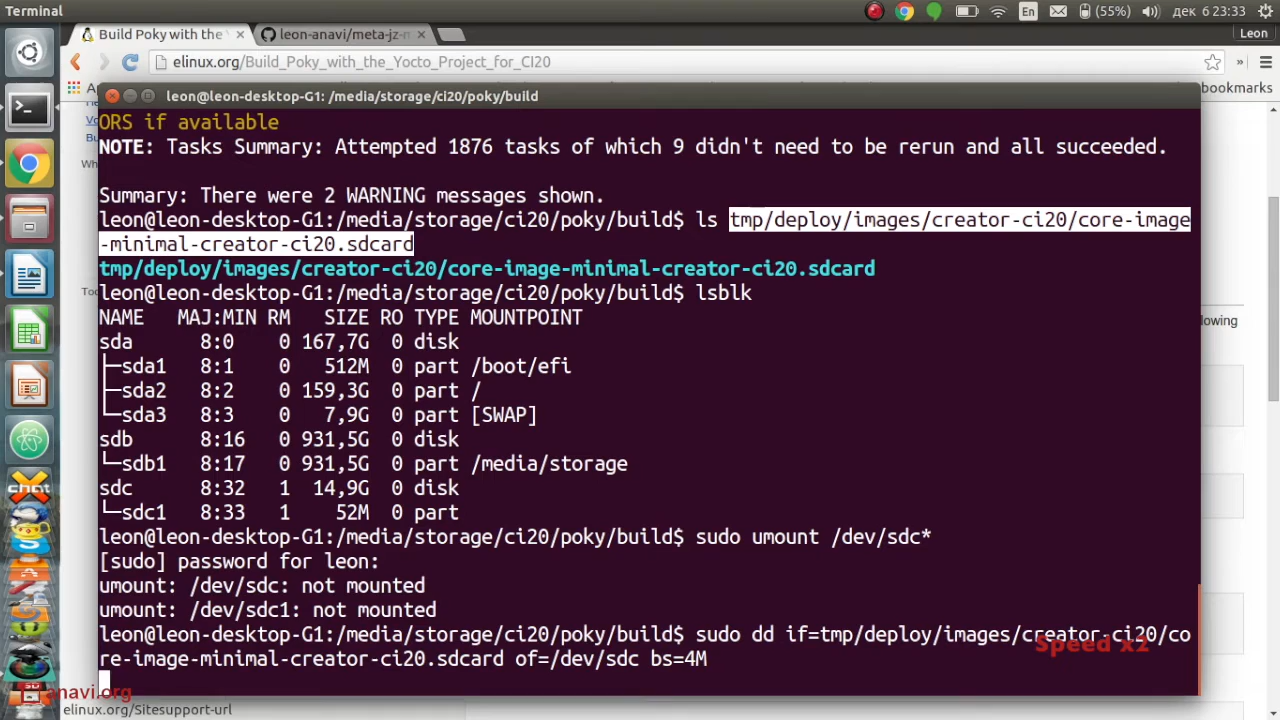 Terminal
En
(55%)
дек 6 23:33
Build Poky with the
leon-anavi/meta-jz-m
Leon
elinux.org/Build_Poky_with_the_Yocto_Project_for_CI20
»
ookmarks
leon@leon-desktop-G1: /media/storage/ci20/poky/build
ORS if available
NOTE: Tasks Summary: Attempted 1876 tasks of which 9 didn't need to be rerun and all succeeded.
Summary: There were 2 WARNING messages shown.
leon@leon-desktop-G1:/media/storage/ci20/poky/build$ ls tmp/deploy/images/creator-ci20/core-image
-minimal-creator-ci20.sdcard
tmp/deploy/images/creator-ci20/core-image-minimal-creator-ci20.sdcard
leon@leon-desktop-G1:/media/storage/ci20/poky/build$ lsblk
NAME MAJ:MIN RM SIZE RO TYPE MOUNTPOINT
sda 8:0 0 167,7G 0 disk
├─sda1 8:1 0 512M 0 part /boot/efi
├─sda2 8:2 0 159,3G 0 part /
└─sda3 8:3 0 7,9G 0 part [SWAP]
sdb 8:16 0 931,5G 0 disk
└─sdb1 8:17 0 931,5G 0 part /media/storage
sdc 8:32 1 14,9G 0 disk
└─sdc1 8:33 1 52M 0 part
leon@leon-desktop-G1:/media/storage/ci20/poky/build$ sudo umount /dev/sdc*
[sudo] password for leon:
umount: /dev/sdc: not mounted
umount: /dev/sdc1: not mounted
leon@leon-desktop-G1:/media/storage/ci20/poky/build$ sudo dd if=tmp/deploy/images/creator-ci20/co
re-image-minimal-creator-ci20.sdcard of=/dev/sdc bs=4M
Speed x2
lowing
chat
anavi.org
elinux.org/Sitesupport-url